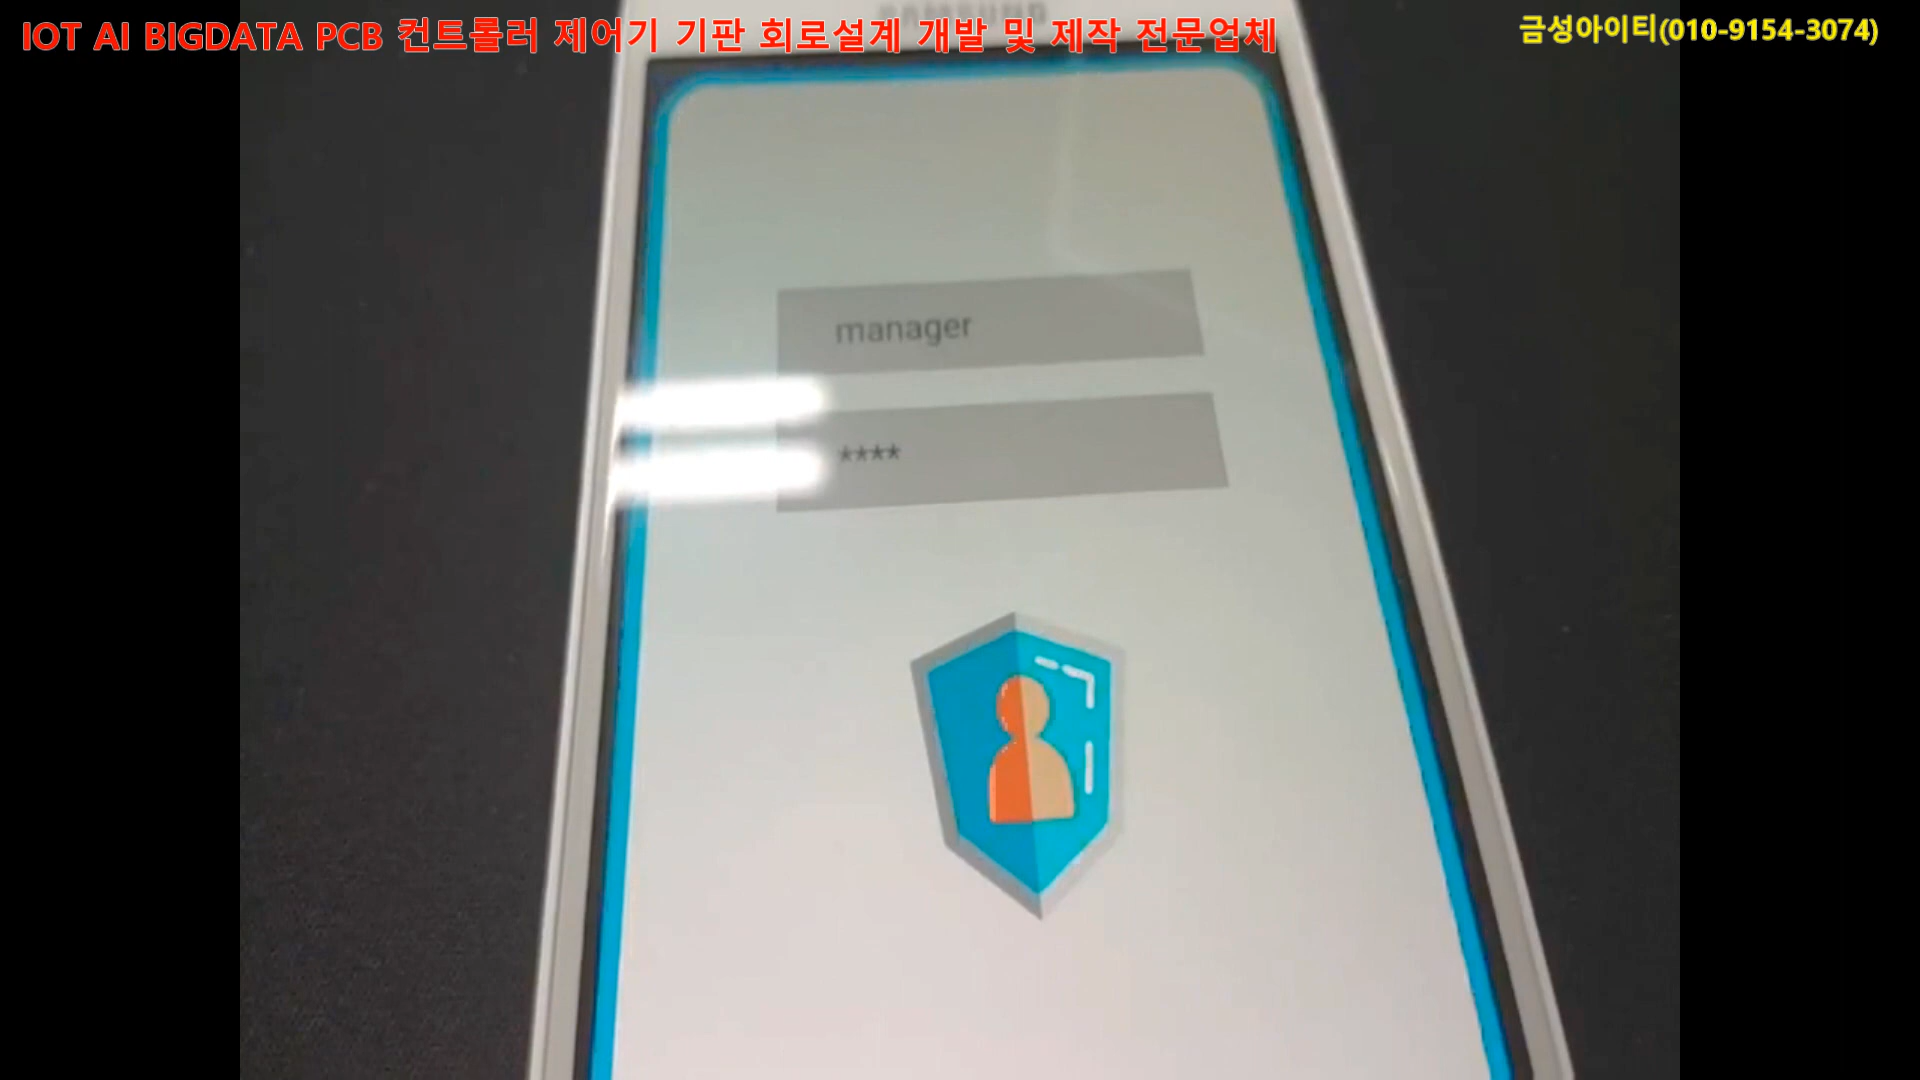 IOT AI BIGDATA PCB 컨트롤러 제어기 기판 회로설계 개발 및 제작 전문업체
금성아이티(010-9154-3074)
SAMSUNG
manager
****